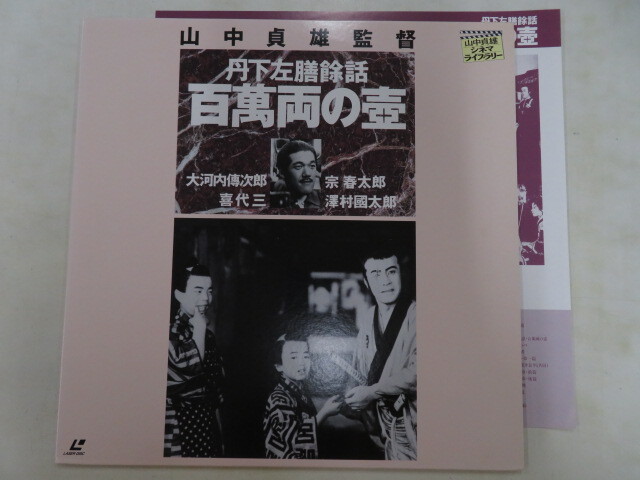 山中貞雄監督
山中貞雄
シネマ
ライブラリー
丹下左膳餘話
百萬両の壺
大河内傳次郎
宗春太郎
喜代三
澤村國太郎
LASER DISC
丹下左膳餘話
壺